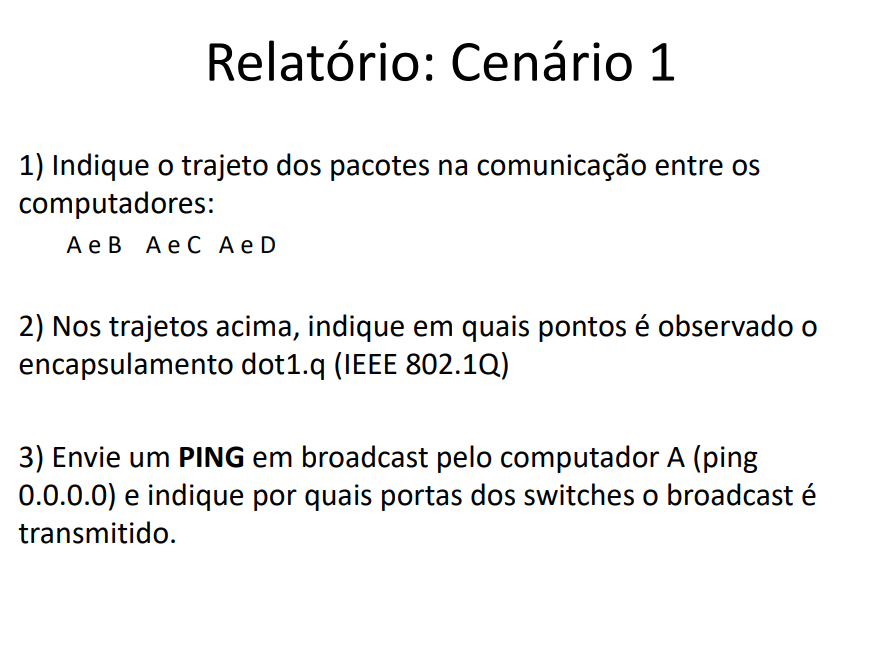 Relatório: Cenário 1
1) Indique o trajeto dos pacotes na comunicação entre os
computadores:
A e B A e C A e D
2) Nos trajetos acima, indique em quais pontos é observado o
encapsulamento dot1.q (IEEE 802.1Q)
3) Envie um PING em broadcast pelo computador A (ping
0.0.0.0) e indique por quais portas dos switches o broadcast é
transmitido.